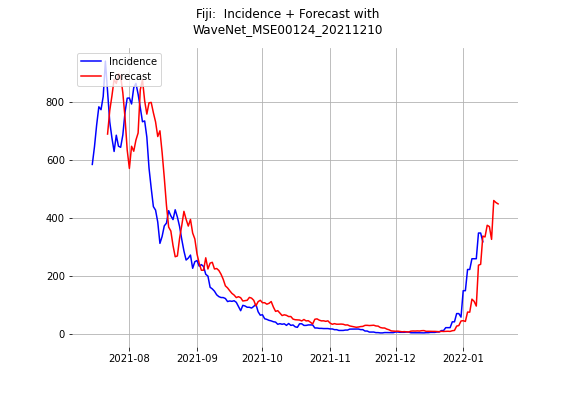 Fiji:  Incidence + Forecast with
WaveNet_MSE00124_20211210
Incidence
Forecast
800
600
400
200
0
2021-08
2021-09
2021-10
2021-11
2021-12
2022-01